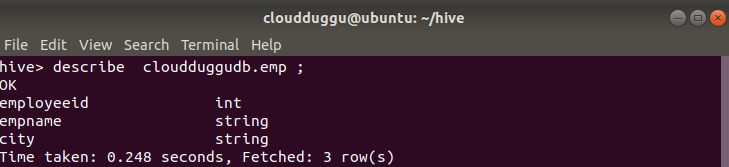 cloudduggu@ubuntu: ~/hive
File Edit View Search Terminal Help
hive> describe  cloudduggudb.emp ;
OK
employeeid              int
empname                 string
city                    string
Time taken: 0.248 seconds, Fetched: 3 row(s)